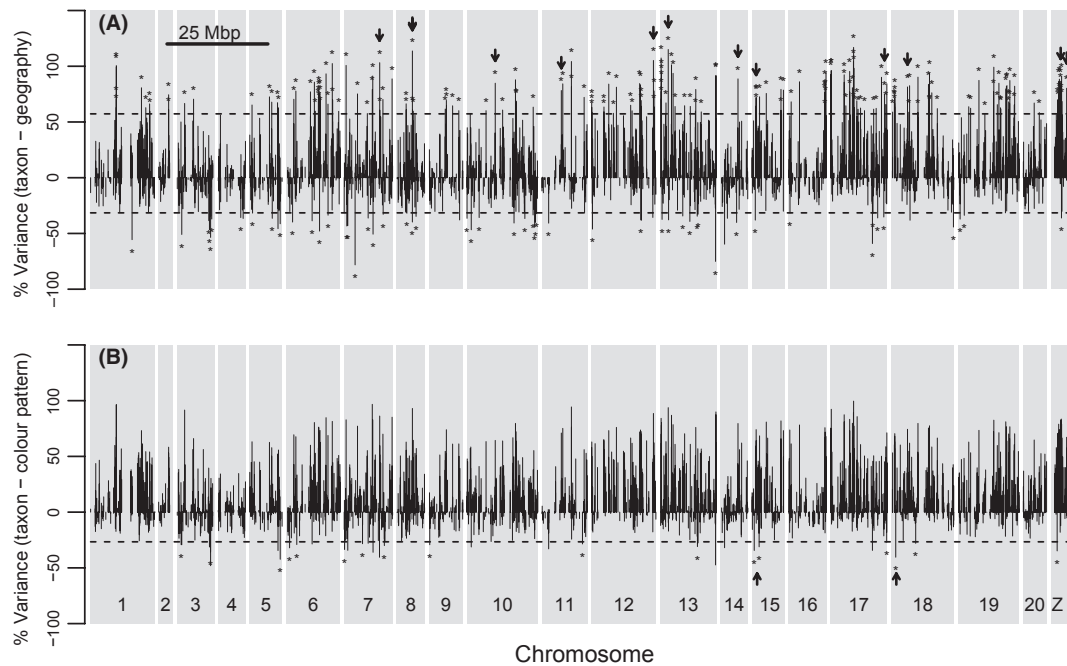 (A)
25 Mbp
% Variance (taxon − geography)
100
50
0
−50
−100
(B)
% Variance (taxon − colour pattern)
100
50
0
−50
−100
1 2 3 4 5 6 7 8 9 10 11 12 13 14 15 16 17 18 19 20 Z
Chromosome